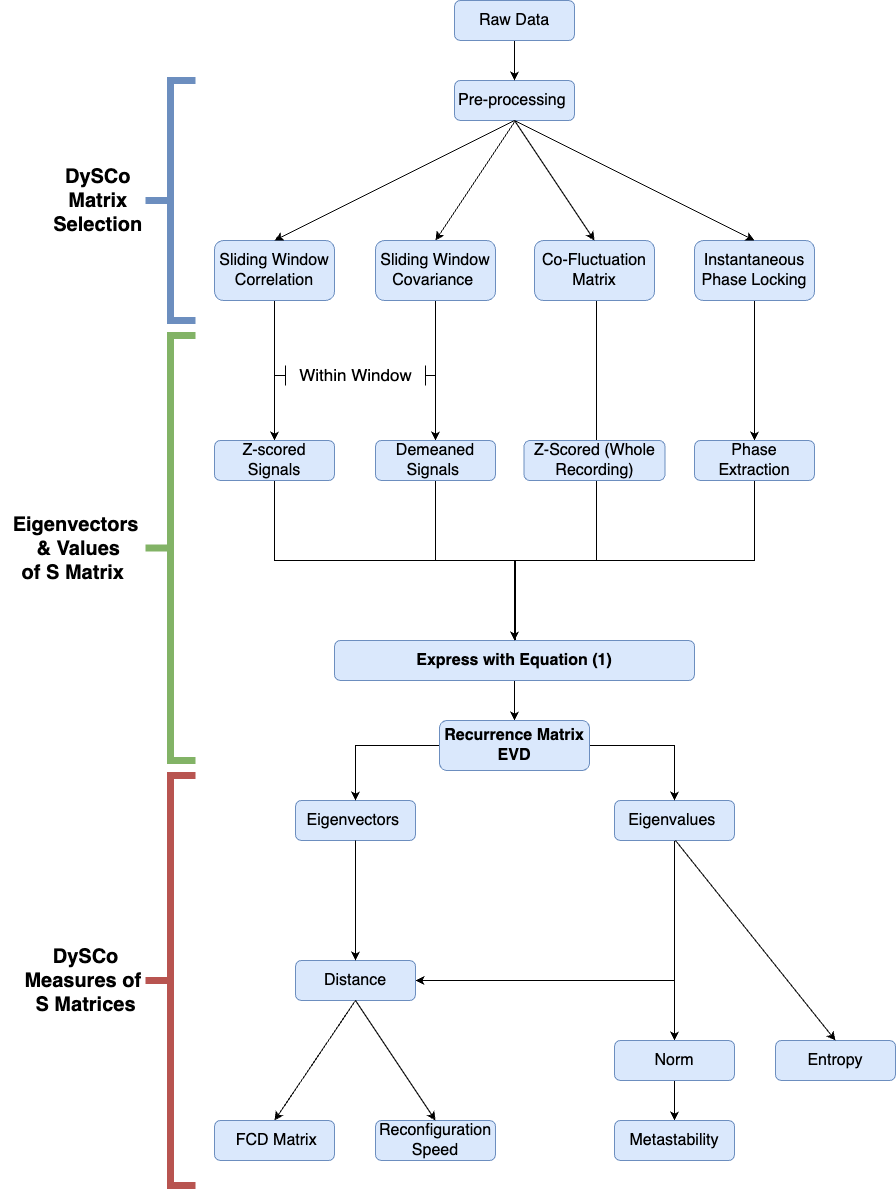 Raw Data
Pre-processing
DySCo
Matrix
Selection
Sliding Window
Correlation
Sliding Window
Covariance
Co-Fluctuation
Matrix
Instantaneous
Phase Locking
Within Window
Z-scored
Signals
Demeaned
Signals
Z-Scored (Whole
Recording)
Phase
Extraction
Eigenvectors
& Values
of S Matrix
Express with Equation (1)
Recurrence Matrix
EVD
Eigenvectors
Eigenvalues
DySCo
Measures of
S Matrices
Distance
Norm
Entropy
FCD Matrix
Reconfiguration
Speed
Metastability